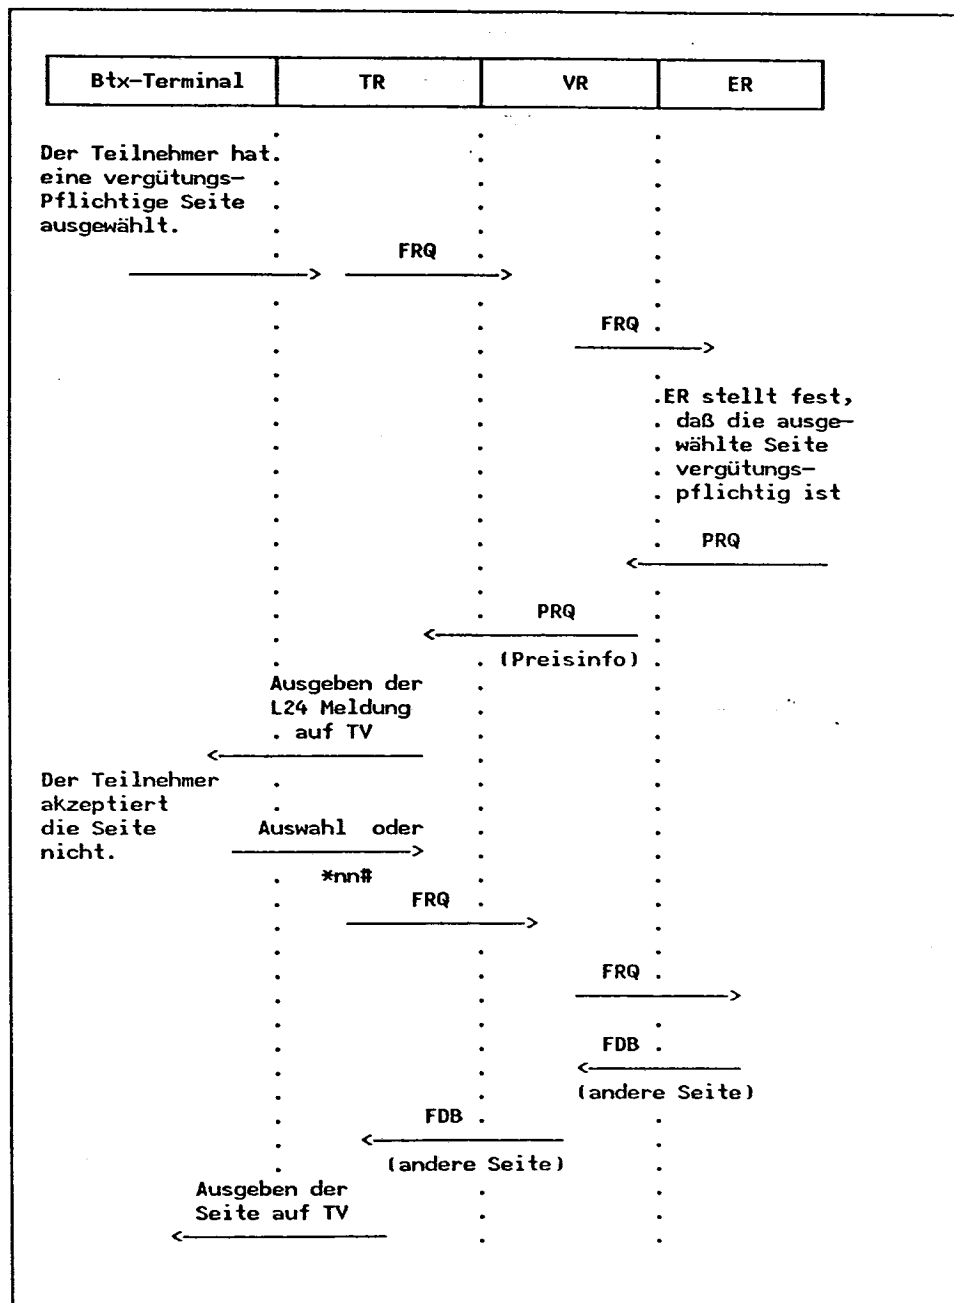 Btx-Terminal TR VR ER
Der Teilnehmer hat
eine vergütungs-
Pflichtige Seite
ausgewählt.
FRQ
FRQ
ER stellt fest,
daß die ausge-
wählte Seite
vergütungs-
pflichtig ist
PRQ
PRQ
(Preisinfo)
Ausgeben der
L24 Meldung
auf TV
Der Teilnehmer
akzeptiert
die Seite
nicht.
Auswahl oder
*nn#
FRQ
FRQ
FDB
(andere Seite)
FDB
(andere Seite)
Ausgeben der
Seite auf TV